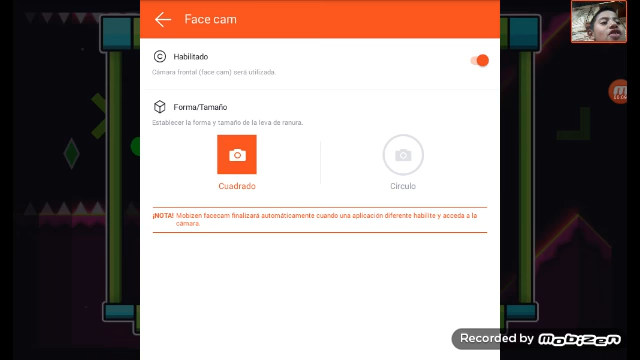 Face cam
Habilitado
Cámara frontal (face cam) será utilizada.
Forma/Tamaño
Establecer la forma y tamaño de la leva de ranura.
Cuadrado
Círculo
¡NOTA! Mobizen facecam finalizará automáticamente cuando una aplicación diferente habilite y acceda a la
cámara.
Recorded by mobizen